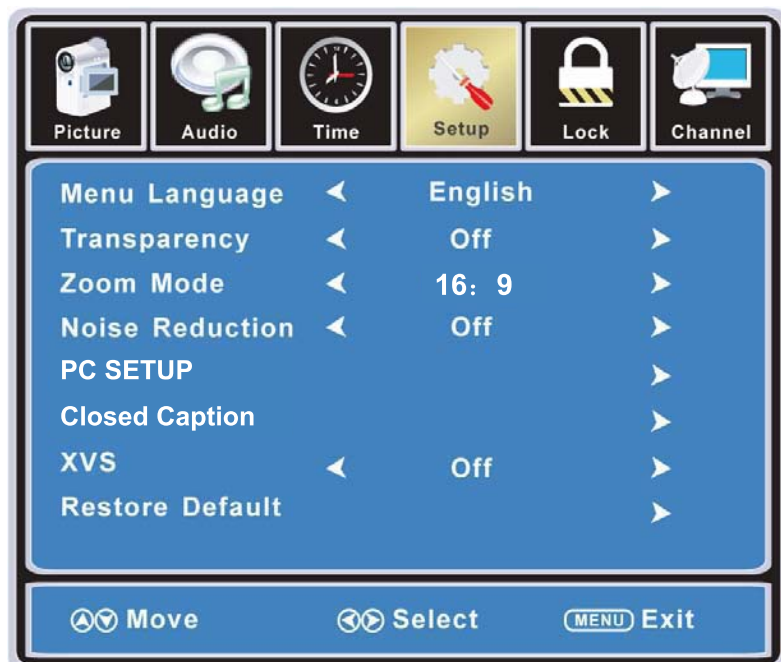 Picture Audio Time Setup Lock Channel
Menu Language English
Transparency Off
Zoom Mode 16: 9
Noise Reduction Off
PC SETUP
Closed Caption
XVS Off
Restore Default
Move Select MENU Exit